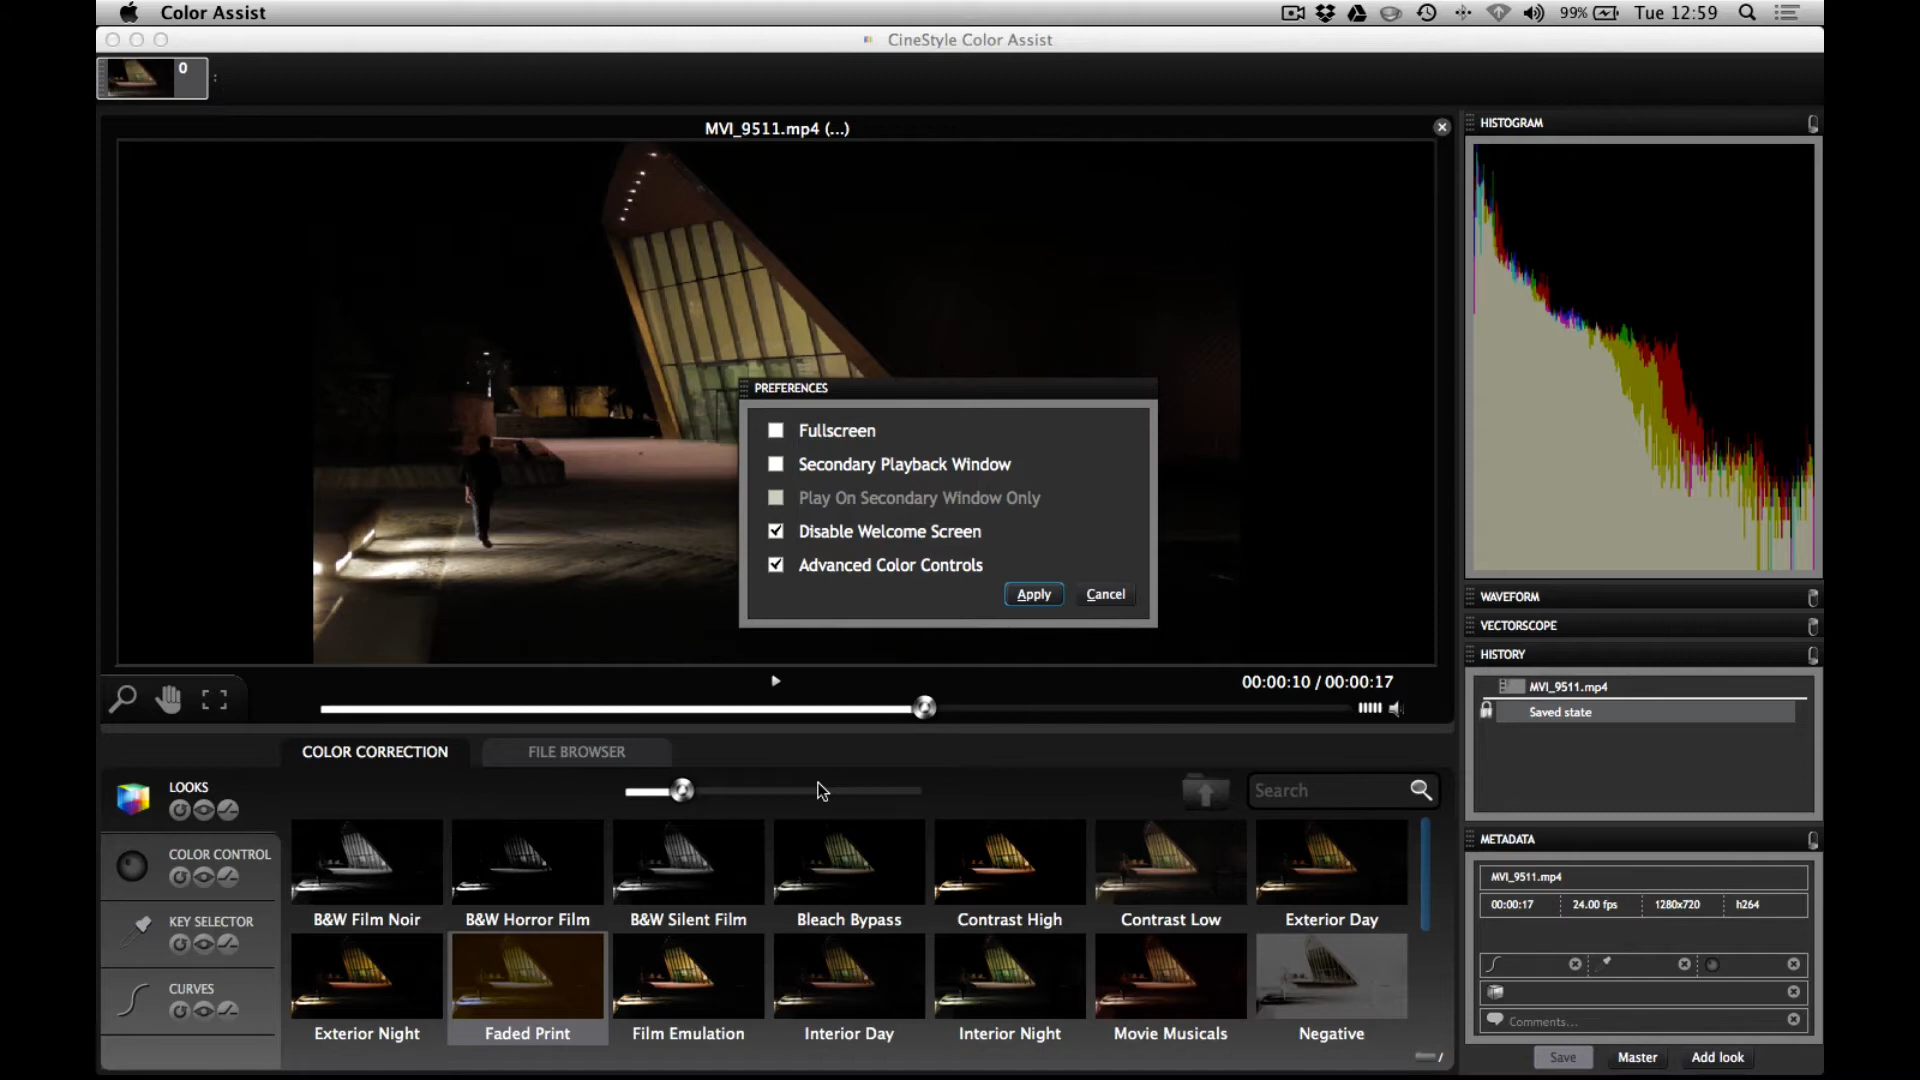 Color Assist
99%
Tue 12:59
CineStyle Color Assist
0
MVI_9511.mp4 (...)
HISTOGRAM
PREFERENCES
Fullscreen
Secondary Playback Window
Play On Secondary Window Only
Disable Welcome Screen
Advanced Color Controls
Apply
Cancel
WAVEFORM
VECTORSCOPE
HISTORY
MVI_9511.mp4
Saved state
00:00:10 / 00:00:17
COLOR CORRECTION
FILE BROWSER
LOOKS
Search
COLOR CONTROL
KEY SELECTOR
CURVES
B&W Film Noir
B&W Horror Film
B&W Silent Film
Bleach Bypass
Contrast High
Contrast Low
Exterior Day
Exterior Night
Faded Print
Film Emulation
Interior Day
Interior Night
Movie Musicals
Negative
/
METADATA
MVI_9511.mp4
00:00:17
24.00 fps
1280x720
h264
Comments...
Save
Master
Add look